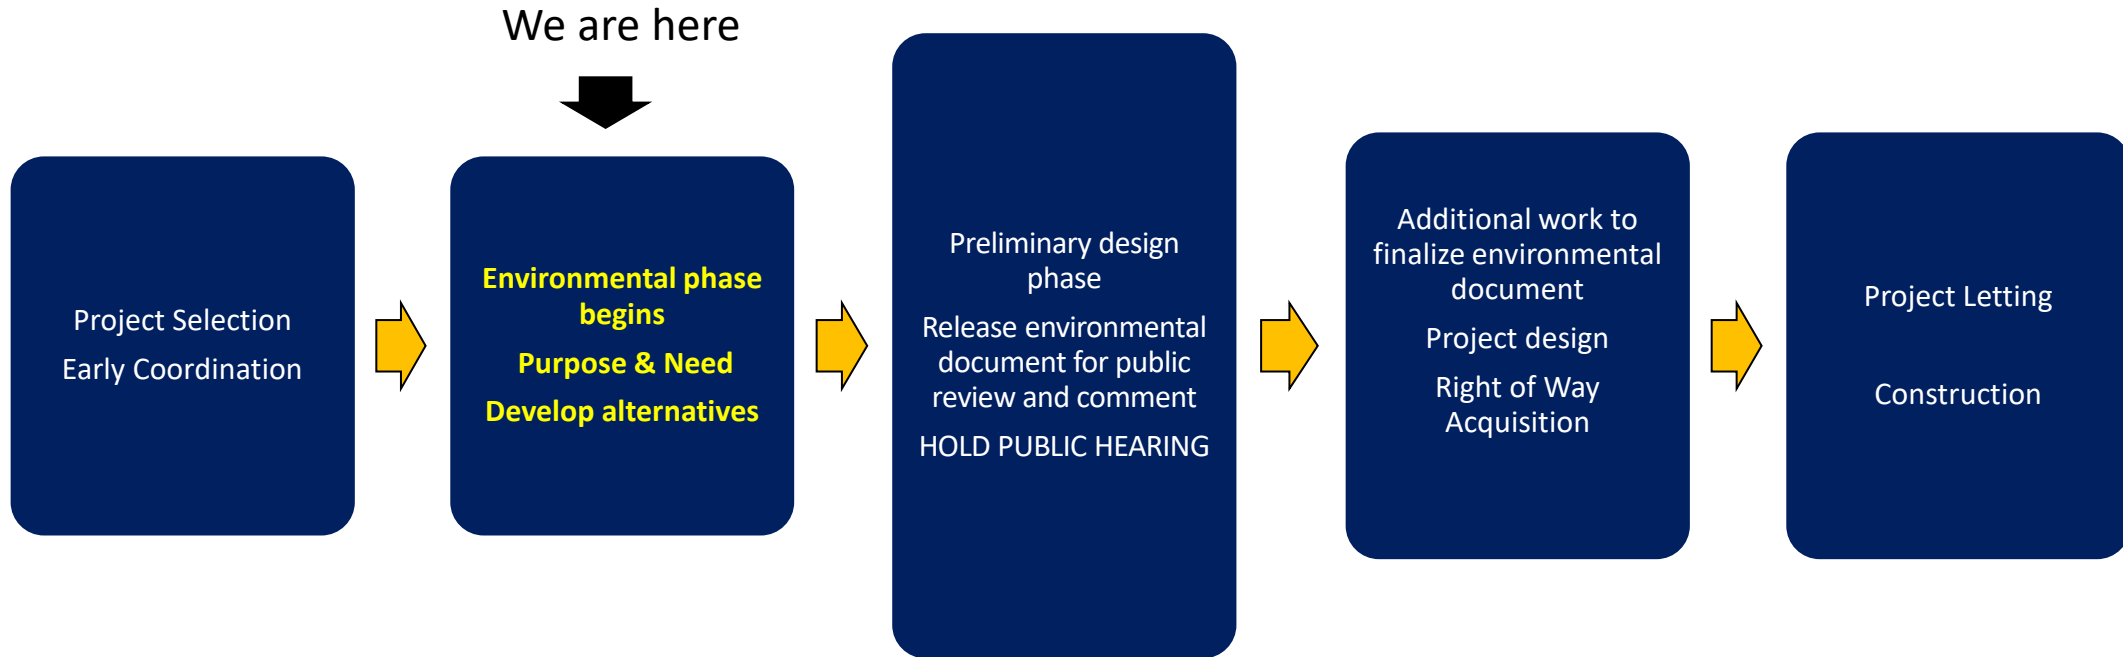 We are here
Project Selection
Early Coordination
Environmental phase
begins
Purpose & Need
Develop alternatives
Preliminary design
phase
Release environmental
document for public
review and comment
HOLD PUBLIC HEARING
Additional work to
finalize environmental
document
Project design
Right of Way
Acquisition
Project Letting
Construction